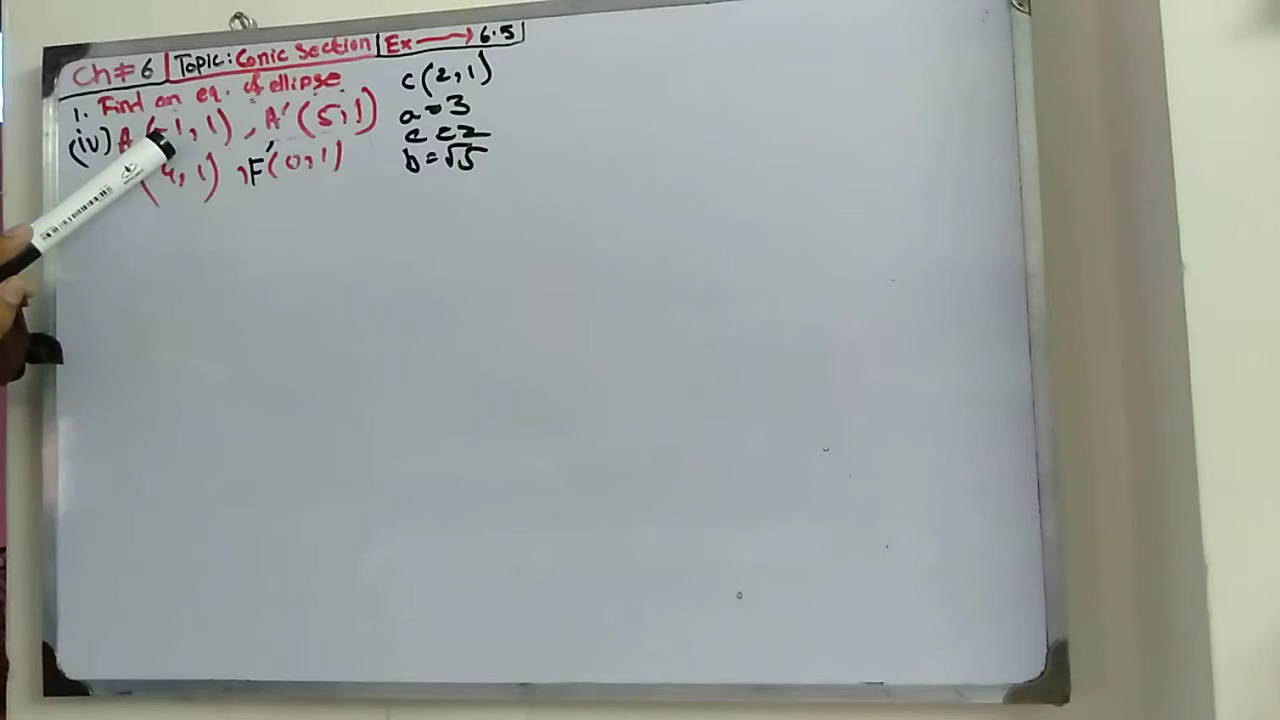 Ch # 6 | Topic: Conic Section | Ex → 6.5
1. Find an eq. of ellipse
(iv) A (-1, 1), A' (5, 1)
(4, 1), F' (0, 1)
c (2, 1)
a = 3
c = 2
b = √5